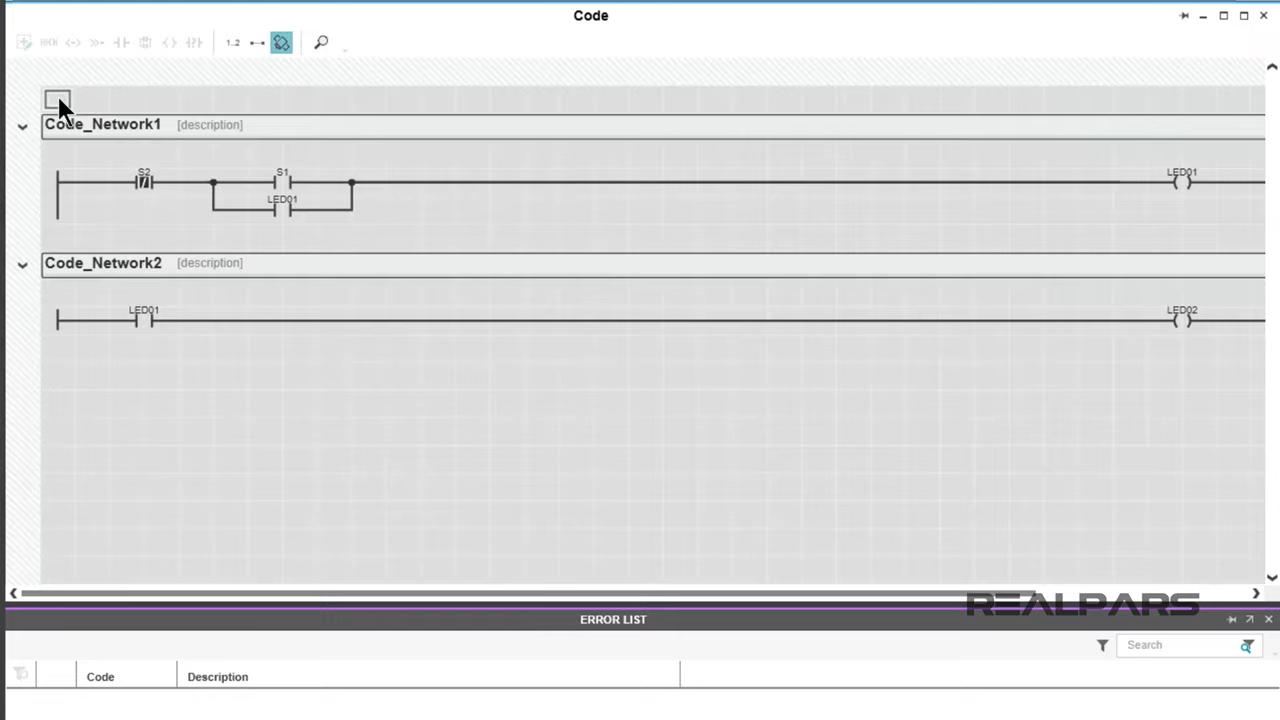 Code
1..2
Code_Network1 [description]
S2
S1
LED01
LED01
Code_Network2 [description]
LED01
LED02
REALPARS
ERROR LIST
Search
Code
Description